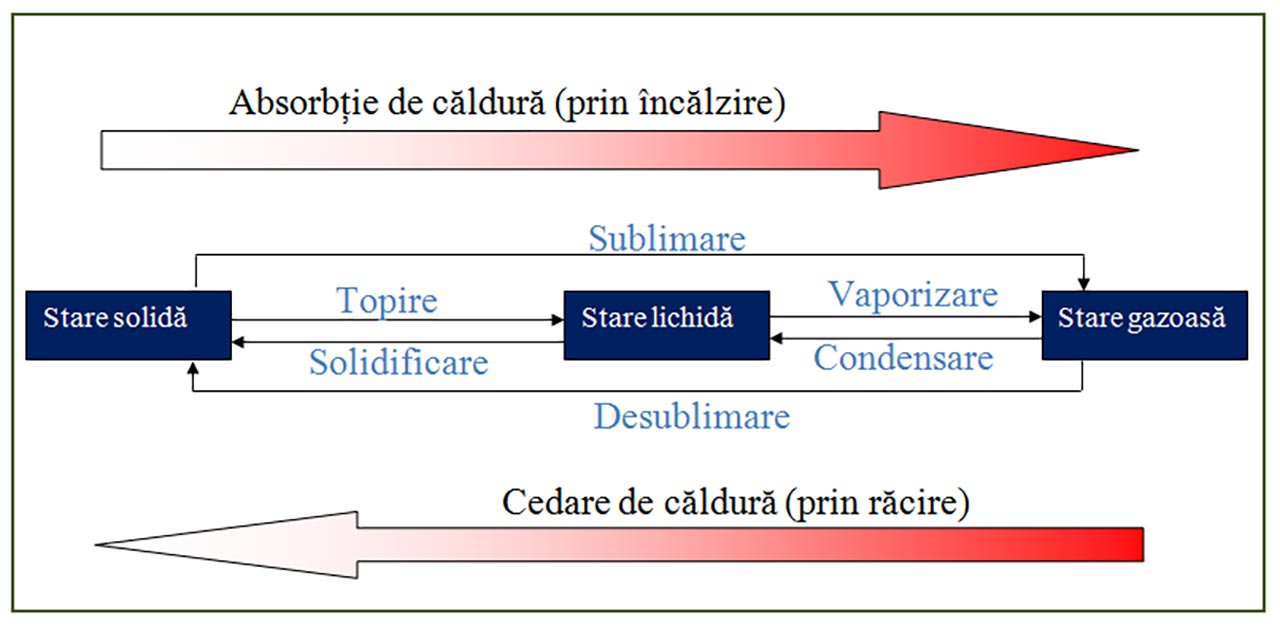 Absorbție de căldură (prin încălzire)
Sublimare
Stare solidă
Topire
Solidificare
Stare lichidă
Vaporizare
Condensare
Stare gazoasă
Desublimare
Cedare de căldură (prin răcire)